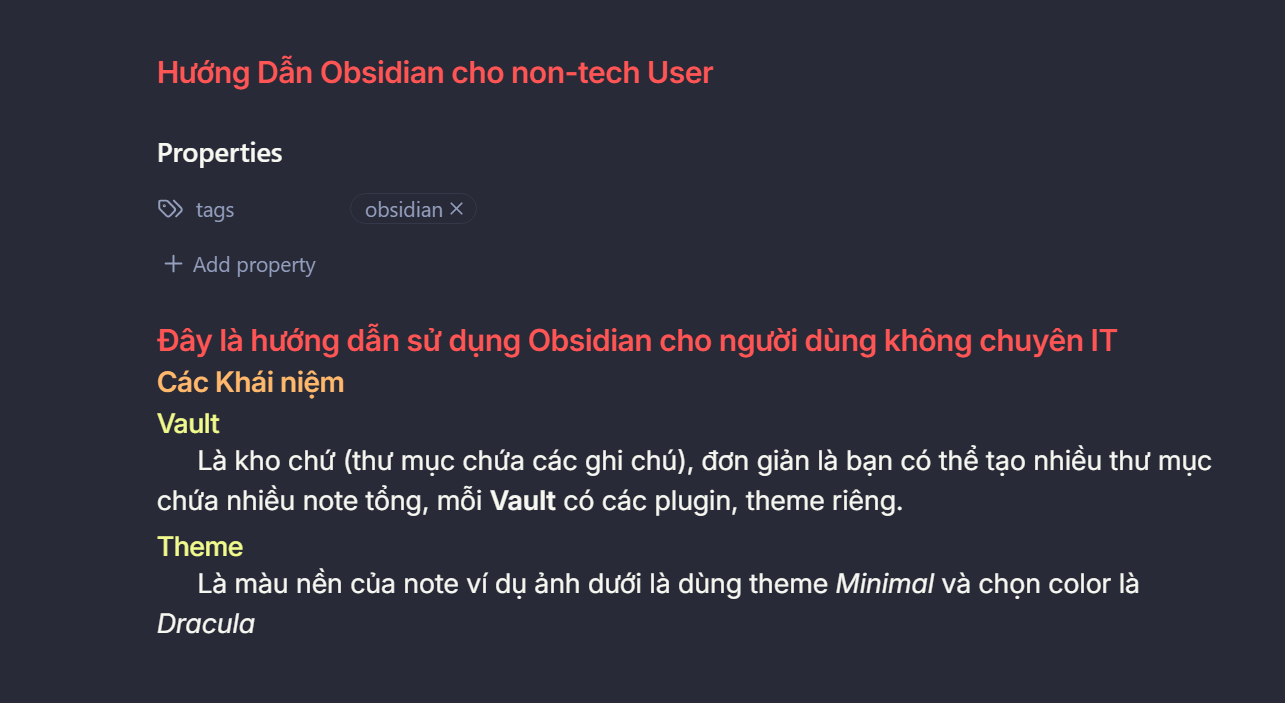 Hướng Dẫn Obsidian cho non-tech User
Properties
tags obsidian
Add property
Đây là hướng dẫn sử dụng Obsidian cho người dùng không chuyên IT
Các Khái niệm
Vault
Là kho chứ (thư mục chứa các ghi chú), đơn giản là bạn có thể tạo nhiều thư mục
chứa nhiều note tổng, mỗi Vault có các plugin, theme riêng.
Theme
Là màu nền của note ví dụ ảnh dưới là dùng theme Minimal và chọn color là
Dracula